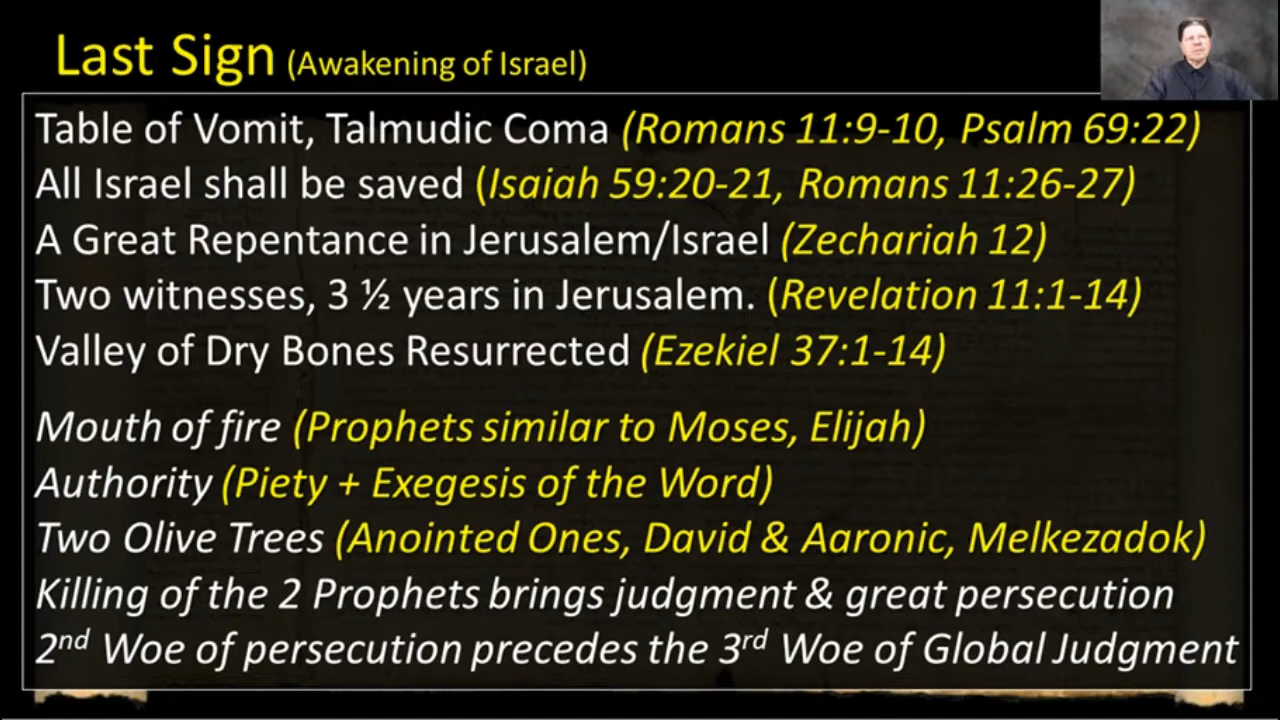 Last Sign (Awakening of Israel)
Table of Vomit, Talmudic Coma (Romans 11:9-10, Psalm 69:22)
All Israel shall be saved (Isaiah 59:20-21, Romans 11:26-27)
A Great Repentance in Jerusalem/Israel (Zechariah 12)
Two witnesses, 3 ½ years in Jerusalem. (Revelation 11:1-14)
Valley of Dry Bones Resurrected (Ezekiel 37:1-14)
Mouth of fire (Prophets similar to Moses, Elijah)
Authority (Piety + Exegesis of the Word)
Two Olive Trees (Anointed Ones, David & Aaronic, Melkezadok)
Killing of the 2 Prophets brings judgment & great persecution
2nd Woe of persecution precedes the 3rd Woe of Global Judgment